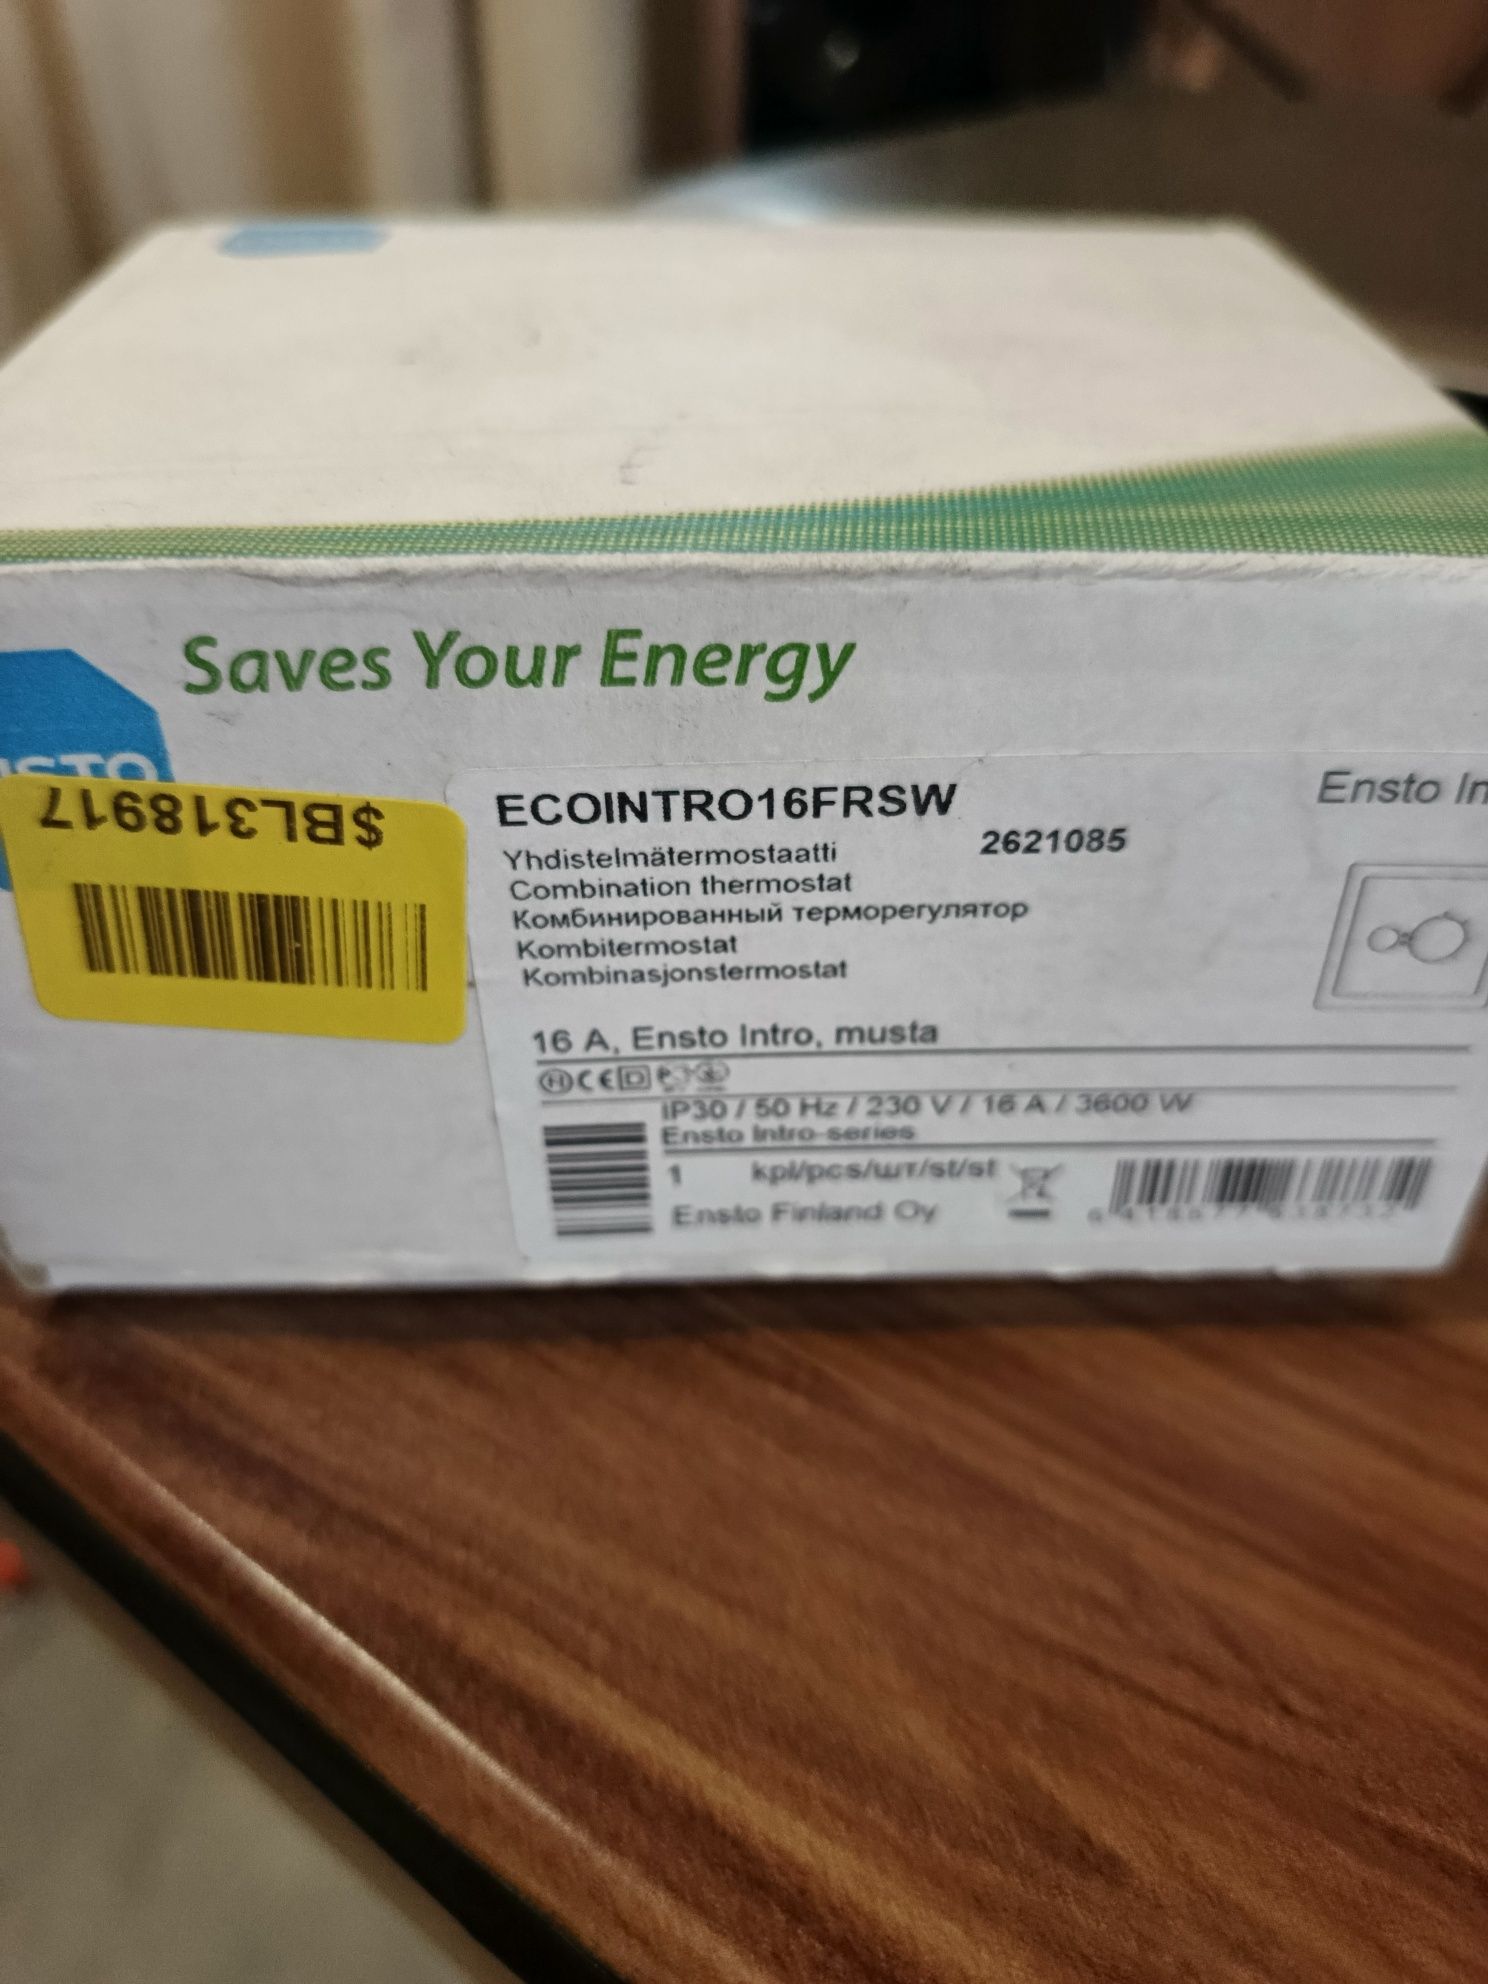 Saves Your Energy
$BL318917
ECOINTRO16FRSW
2621085
Ensto In
Yhdistelmätermostaatti
Combination thermostat
Комбинированный терморегулятор
Kombitermostat
Kombinasjonstermostat
16 A, Ensto Intro, musta
CE
IP30 / 50 Hz / 230 V / 16 A / 3600 W
Ensto Intro-series
1 kpl/pcs/шт/st/st
Ensto Finland Oy